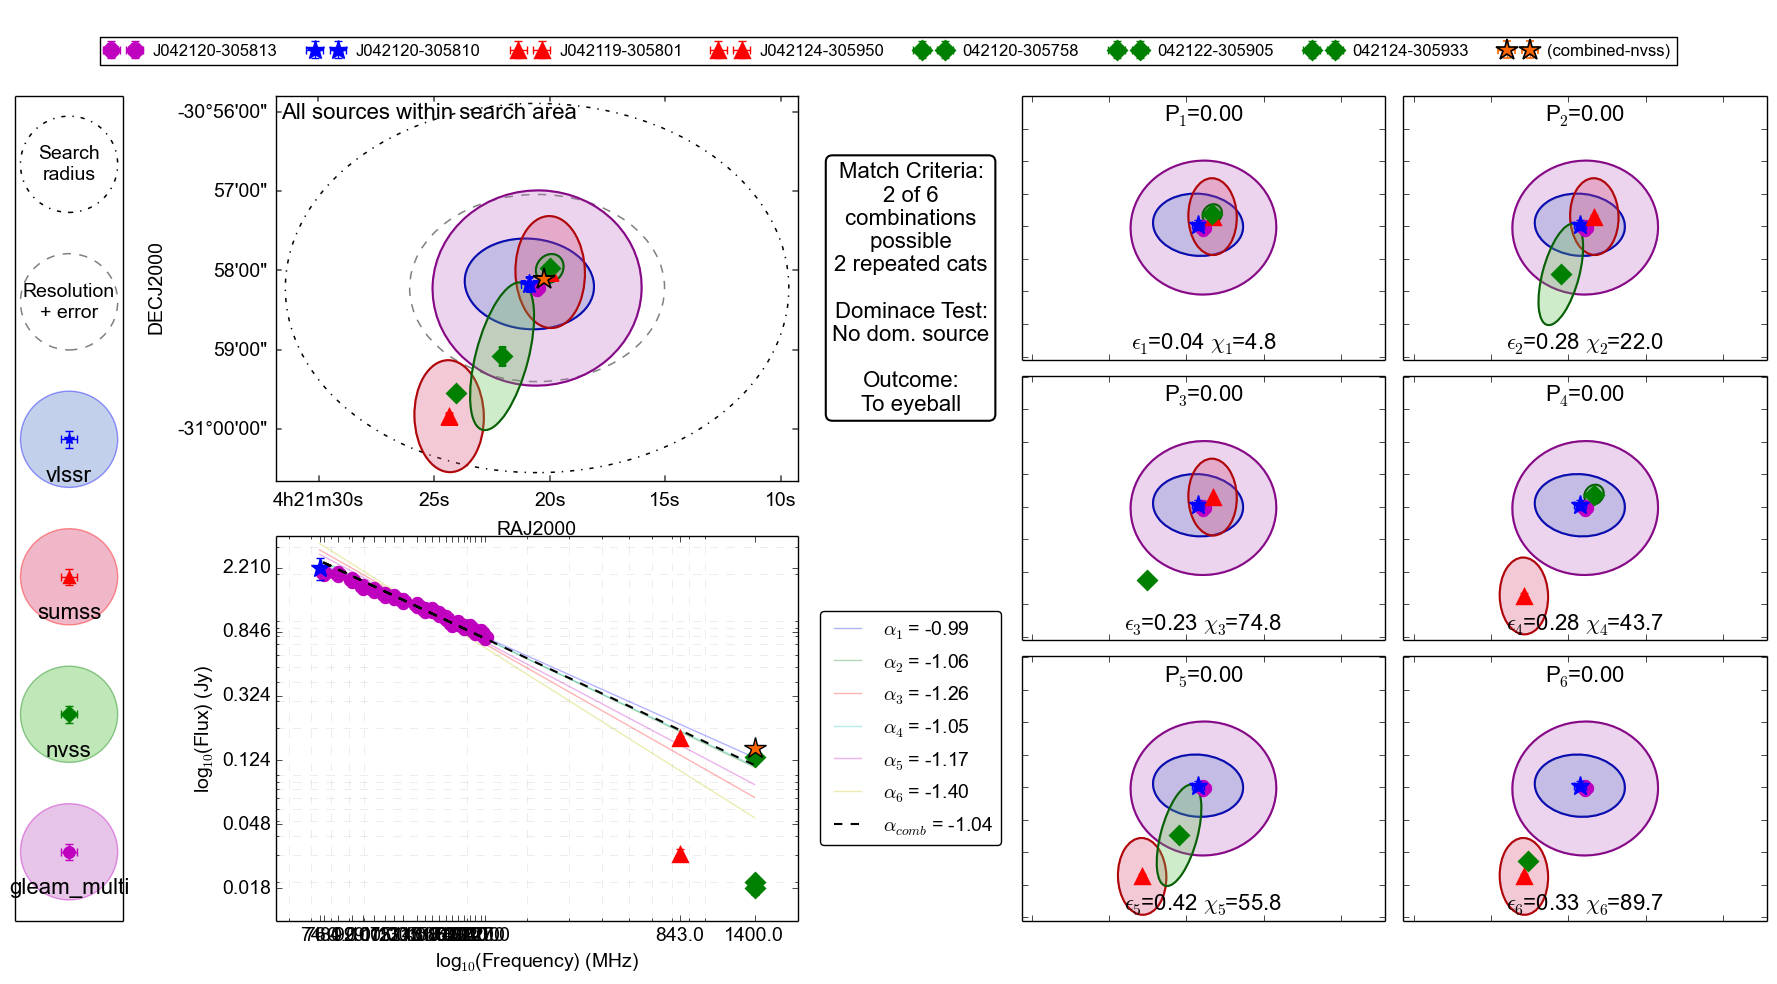 J042120-305813 J042120-305810 J042119-305801 J042124-305950 042120-305758 042122-305905 042124-305933 (combined-nvss)
Search
radius
Resolution
+ error
vlssr
sumss
nvss
gleam_multi
All sources within search area
DECJ2000
-30°56'00"
57'00"
58'00"
59'00"
-31°00'00"
4h21m30s 25s 20s 15s 10s
RAJ2000
log10(Flux) (Jy)
2.210
0.846
0.324
0.124
0.048
0.018
843.0 1400.0
log10(Frequency) (MHz)
Match Criteria:
2 of 6
combinations
possible
2 repeated cats
Dominace Test:
No dom. source
Outcome:
To eyeball
α1 = -0.99
α2 = -1.06
α3 = -1.26
α4 = -1.05
α5 = -1.17
α6 = -1.40
αcomb = -1.04
P1=0.00
ϵ1=0.04 χ1=4.8
P2=0.00
ϵ2=0.28 χ2=22.0
P3=0.00
ϵ3=0.23 χ3=74.8
P4=0.00
ϵ4=0.28 χ4=43.7
P5=0.00
ϵ5=0.42 χ5=55.8
P6=0.00
ϵ6=0.33 χ6=89.7